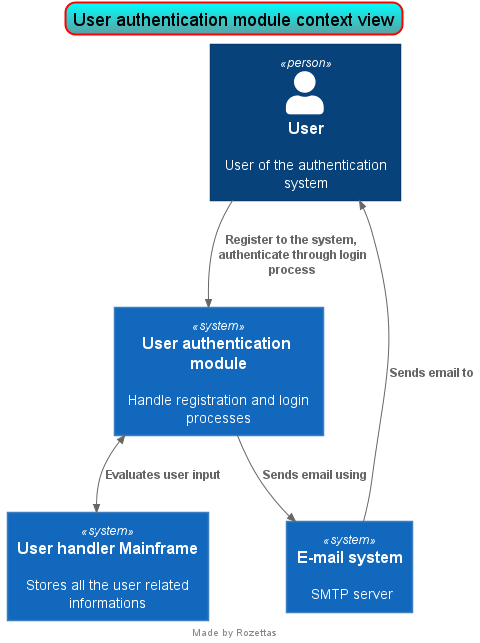 User authentication module context view
«person»
User
User of the authentication
system
Register to the system,
authenticate through login
process
«system»
User authentication
module
Handle registration and login
processes
Sends email to
Evaluates user input
Sends email using
«system»
User handler Mainframe
Stores all the user related
informations
«system»
E-mail system
SMTP server
Made by Rozettas